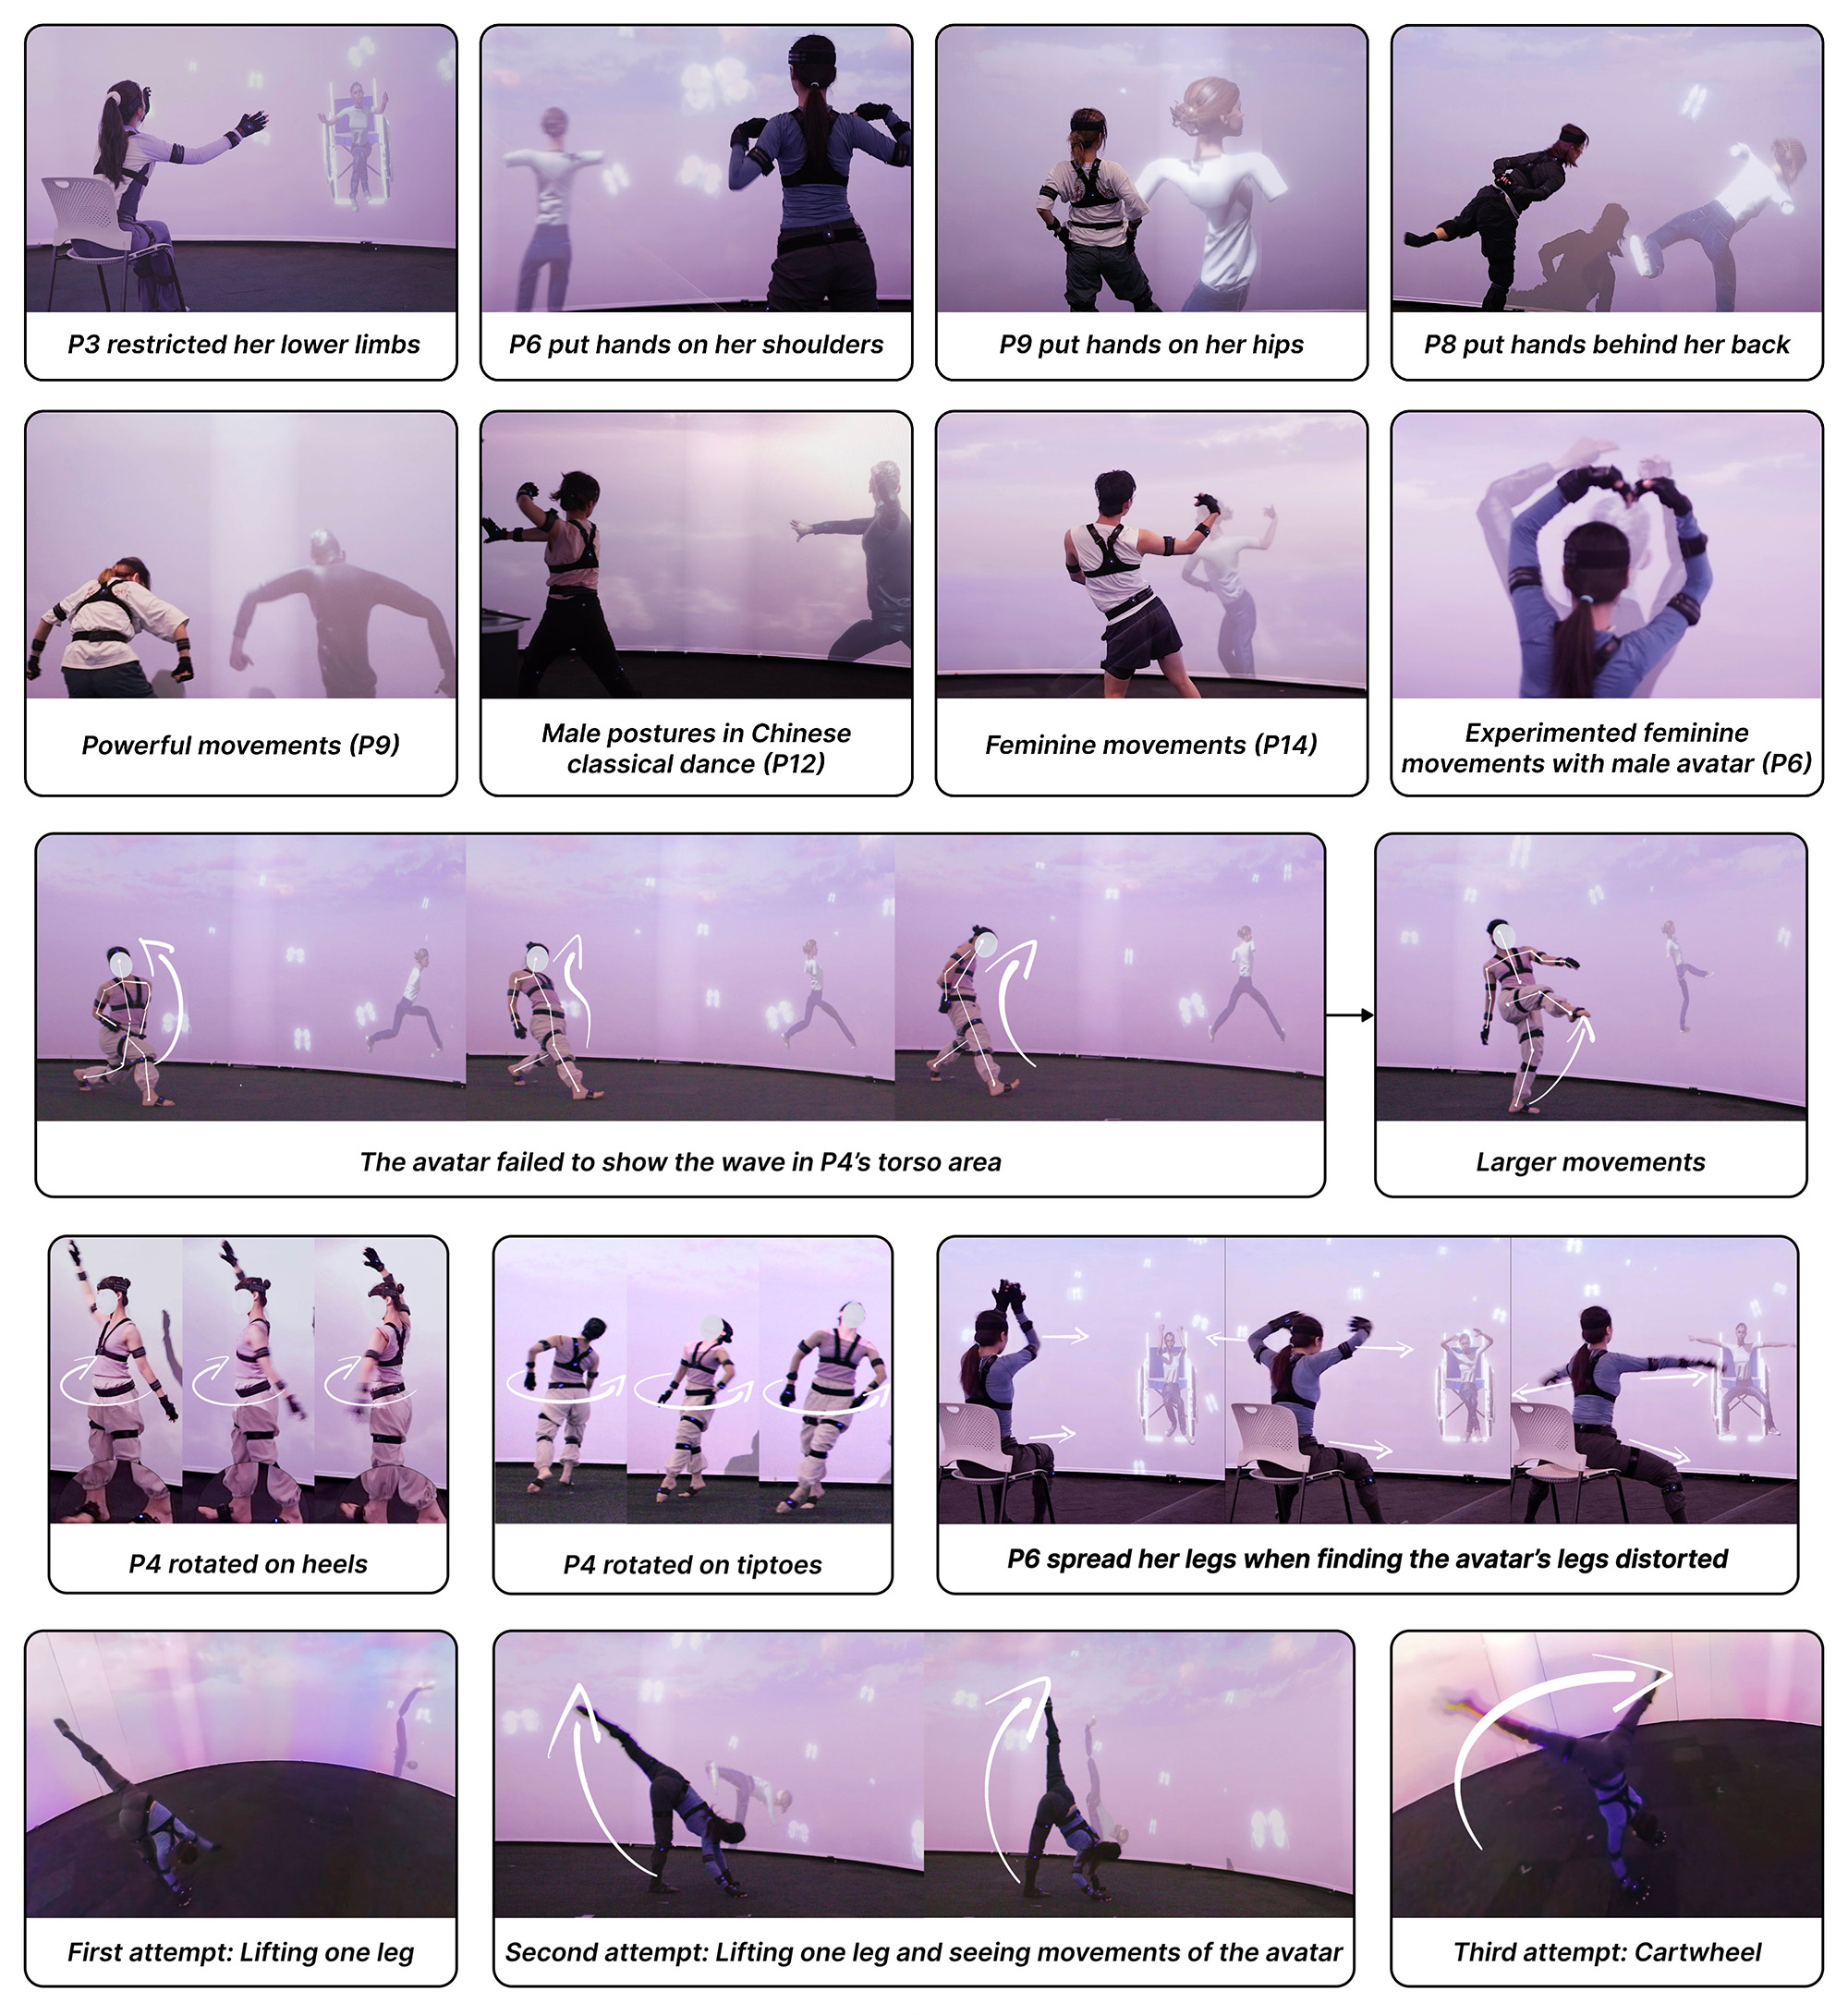 P3 restricted her lower limbs
P6 put hands on her shoulders
P9 put hands on her hips
P8 put hands behind her back
Powerful movements (P9)
Male postures in Chinese
classical dance (P12)
Feminine movements (P14)
Experimented feminine
movements with male avatar (P6)
The avatar failed to show the wave in P4’s torso area
Larger movements
P4 rotated on heels
P4 rotated on tiptoes
P6 spread her legs when finding the avatar’s legs distorted
First attempt: Lifting one leg
Second attempt: Lifting one leg and seeing movements of the avatar
Third attempt: Cartwheel